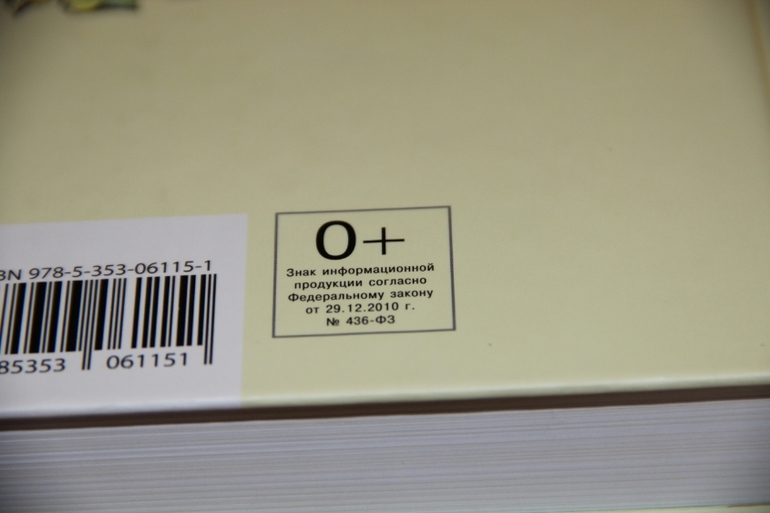 978-5-353-06115-1
85353 061151
0+
Знак информационной
продукции согласно
Федеральному закону
от 29.12.2010 г.
№ 436-ФЗ